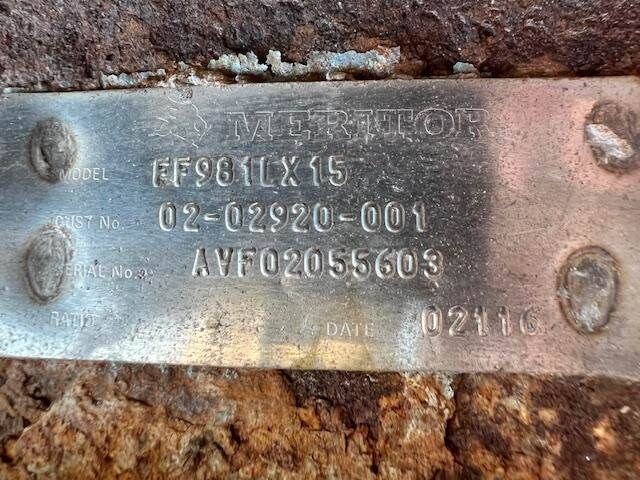 MERITOR
MODEL FF981LX15
CUST No. 02-02920-001
SERIAL No. AVF02055603
RATIO DATE 02116